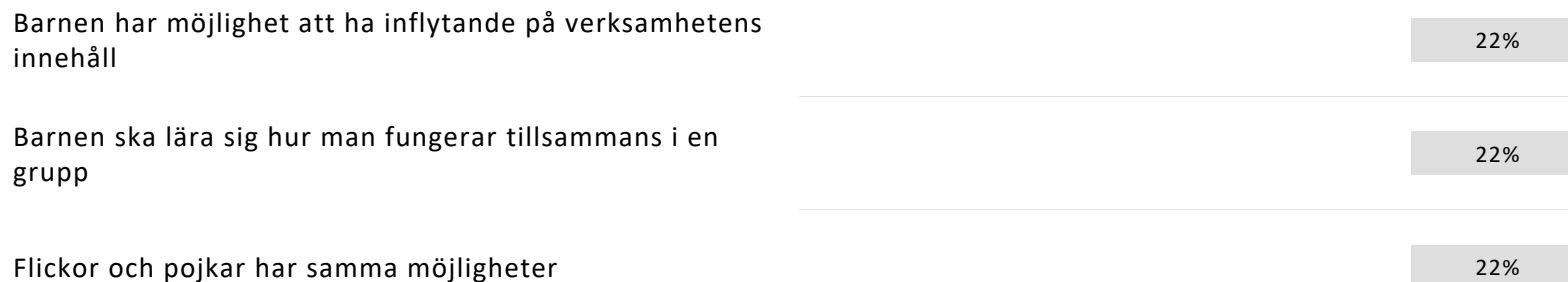 Barnen har möjlighet att ha inflytande på verksamhetens
innehåll
22%
Barnen ska lära sig hur man fungerar tillsammans i en
grupp
22%
Flickor och pojkar har samma möjligheter
22%